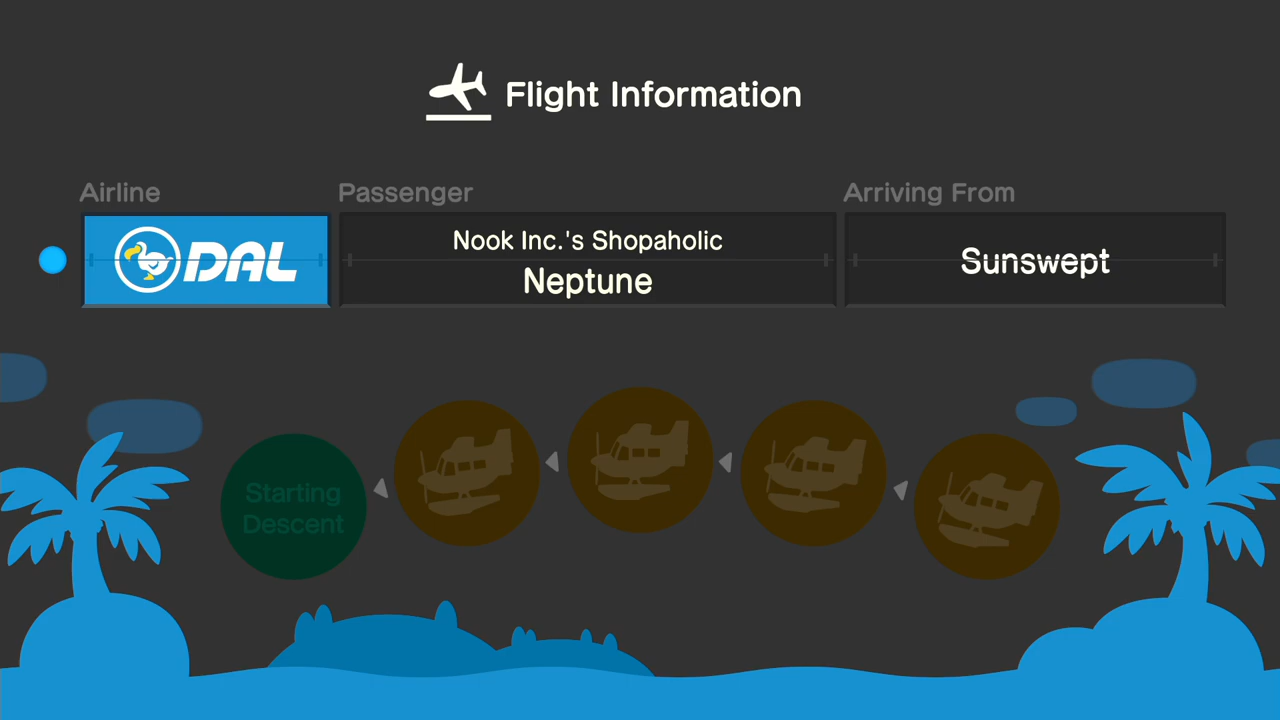 Flight Information
Airline
Passenger
Arriving From
DAL
Nook Inc.'s Shopaholic
Neptune
Sunswept
Starting
Descent